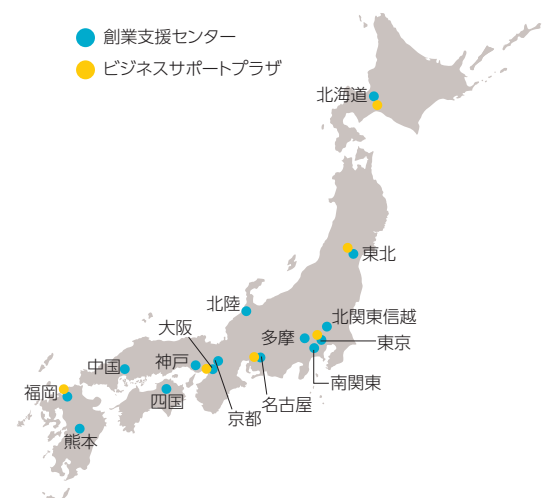 創業支援センター
ビジネスサポートプラザ
北海道
東北
北陸
北関東信越
大阪
多摩
東京
神戸
中国
南関東
福岡
四国
名古屋
京都
熊本